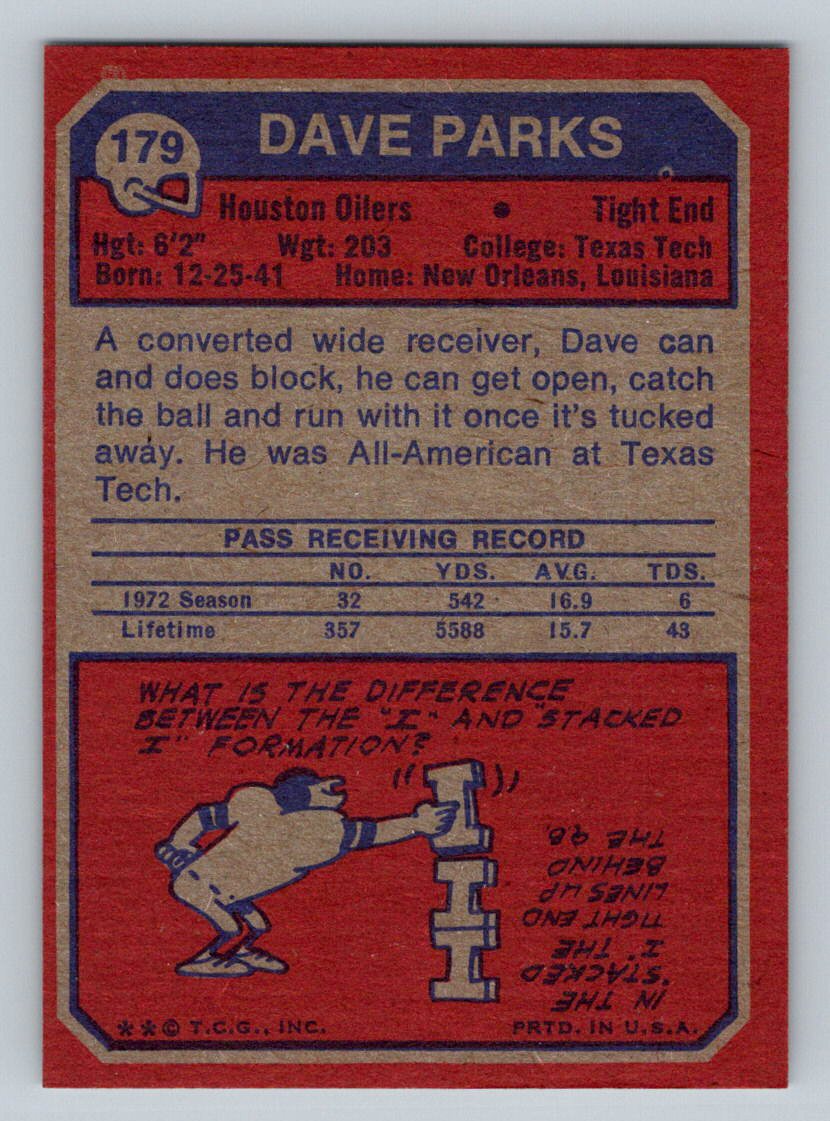 179
DAVE PARKS
Houston Oilers • Tight End
Hgt: 6'2" Wgt: 203 College: Texas Tech
Born: 12-25-41 Home: New Orleans, Louisiana
A converted wide receiver, Dave can
and does block, he can get open, catch
the ball and run with it once it's tucked
away. He was All-American at Texas
Tech.
PASS RECEIVING RECORD
NO. YDS. AVG. TDS.
1972 Season 32 542 16.9 6
Lifetime 357 5588 15.7 43
WHAT IS THE DIFFERENCE
BETWEEN THE "I" AND "STACKED
I" FORMATION?
I
I
I
IN THE
"STACKED
I", THE
TIGHT END
LINES UP
BEHIND
THE QB.
**© T.C.G., INC. PRTD. IN U.S.A.